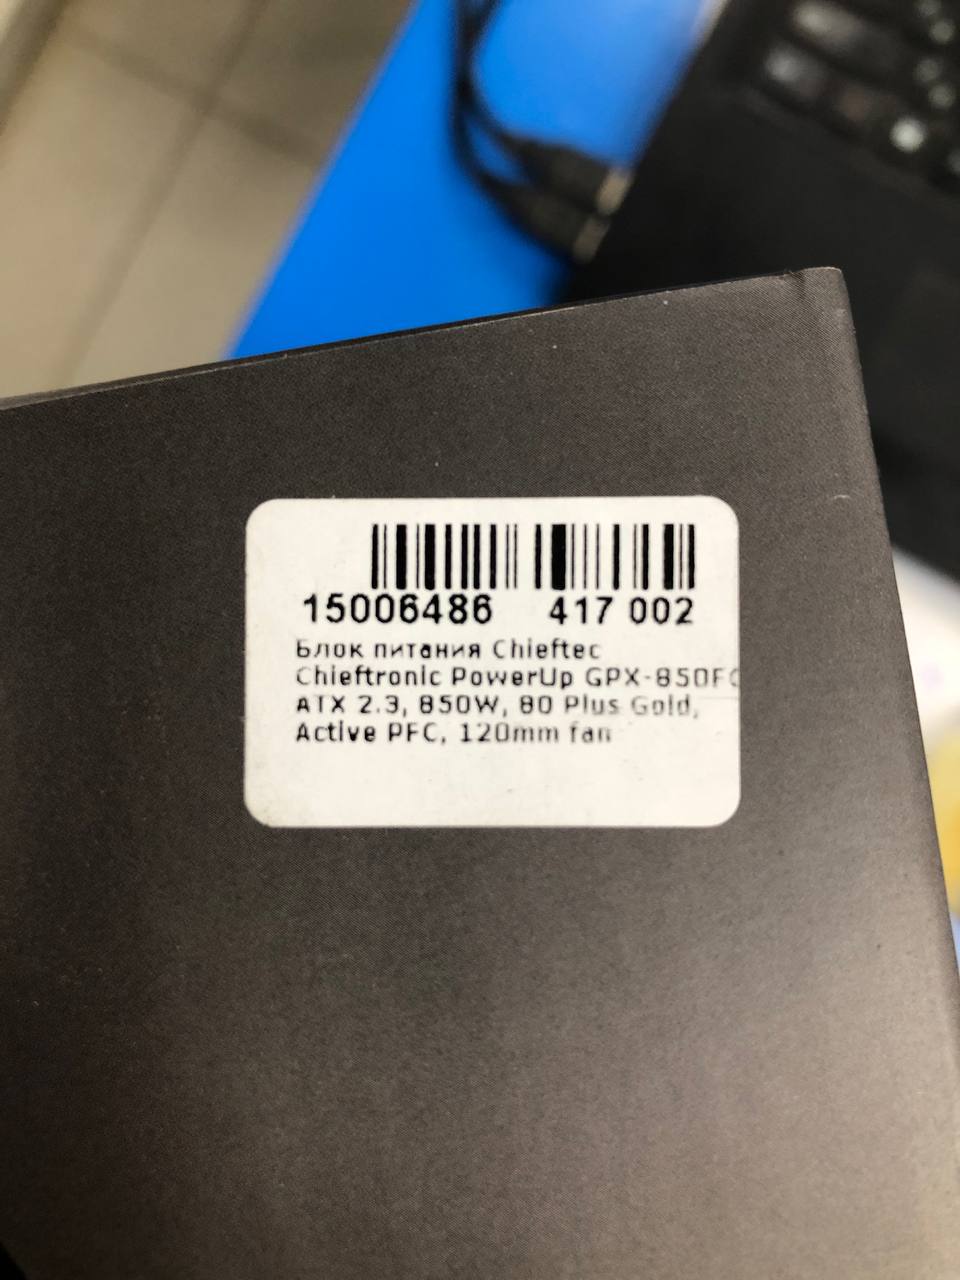 15006486 417 002
Блок питания Chieftec
Chieftronic PowerUp GPX-850FC
ATX 2.3, 850W, 80 Plus Gold,
Active PFC, 120mm fan